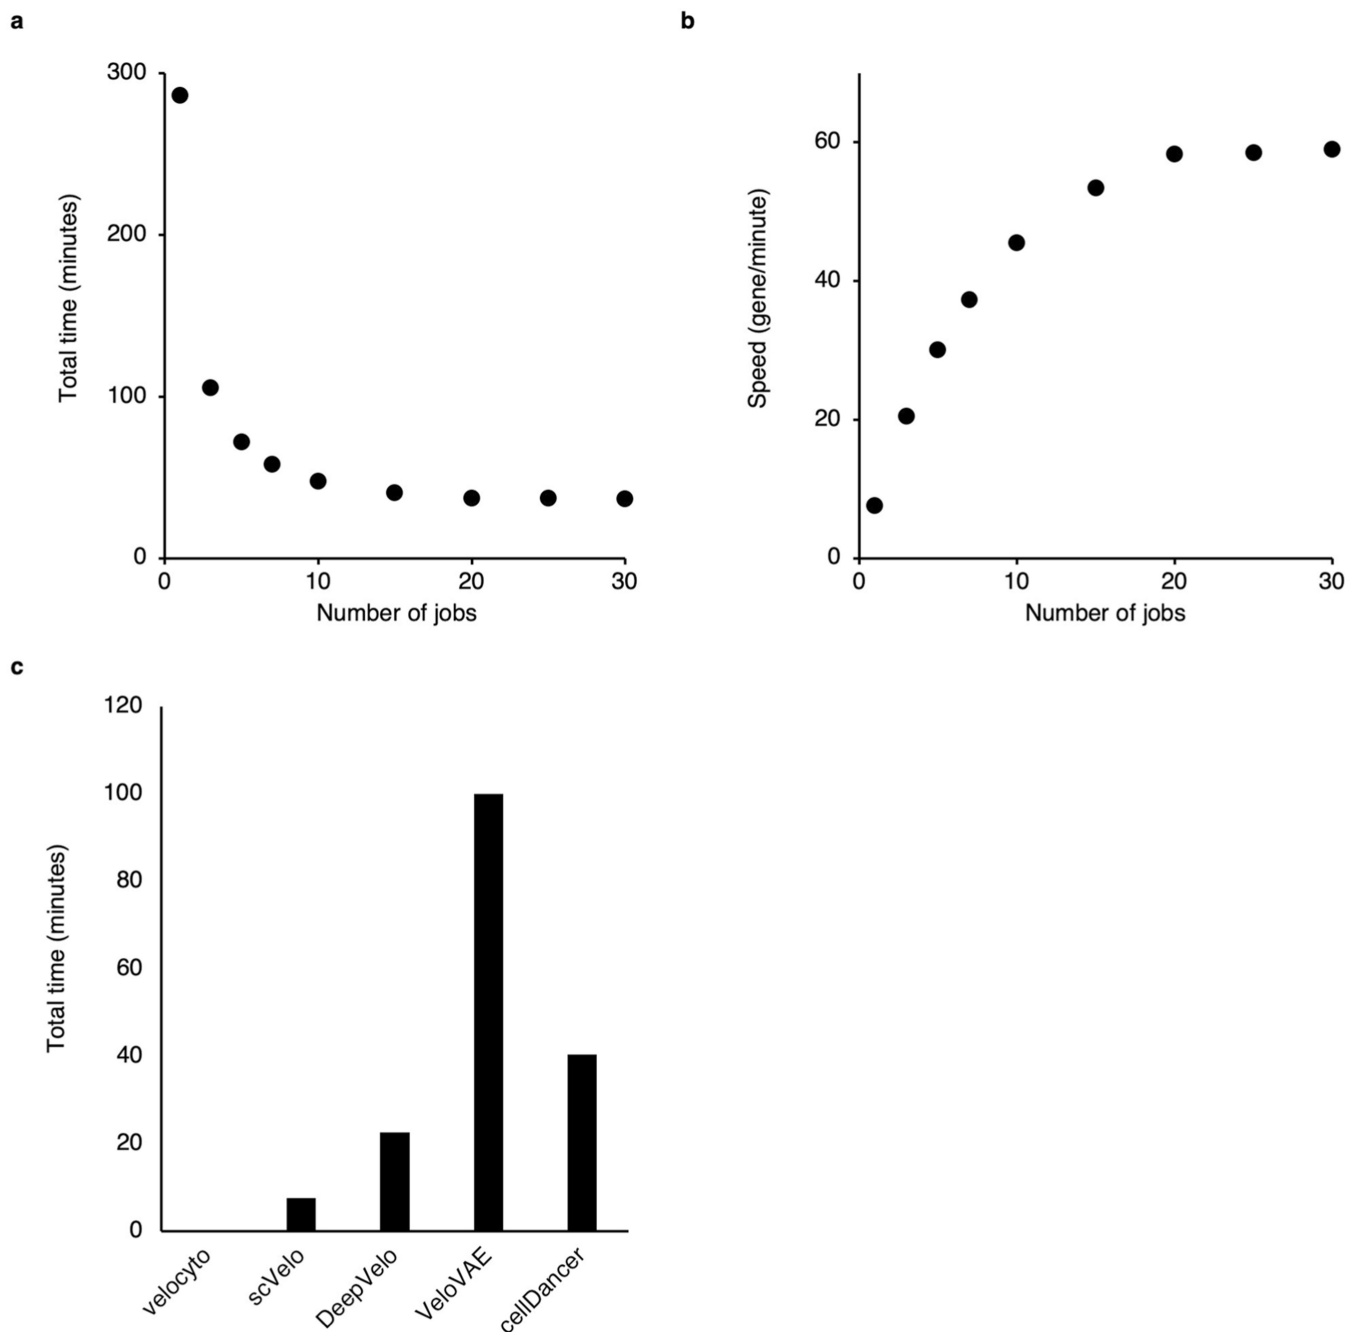 a
300
200
100
0
Total time (minutes)
0 10 20 30
Number of jobs
b
60
40
20
0
Speed (gene/minute)
0 10 20 30
Number of jobs
c
120
100
80
60
40
20
0
Total time (minutes)
velocyto
scVelo
DeepVelo
VeloVAE
cellDancer